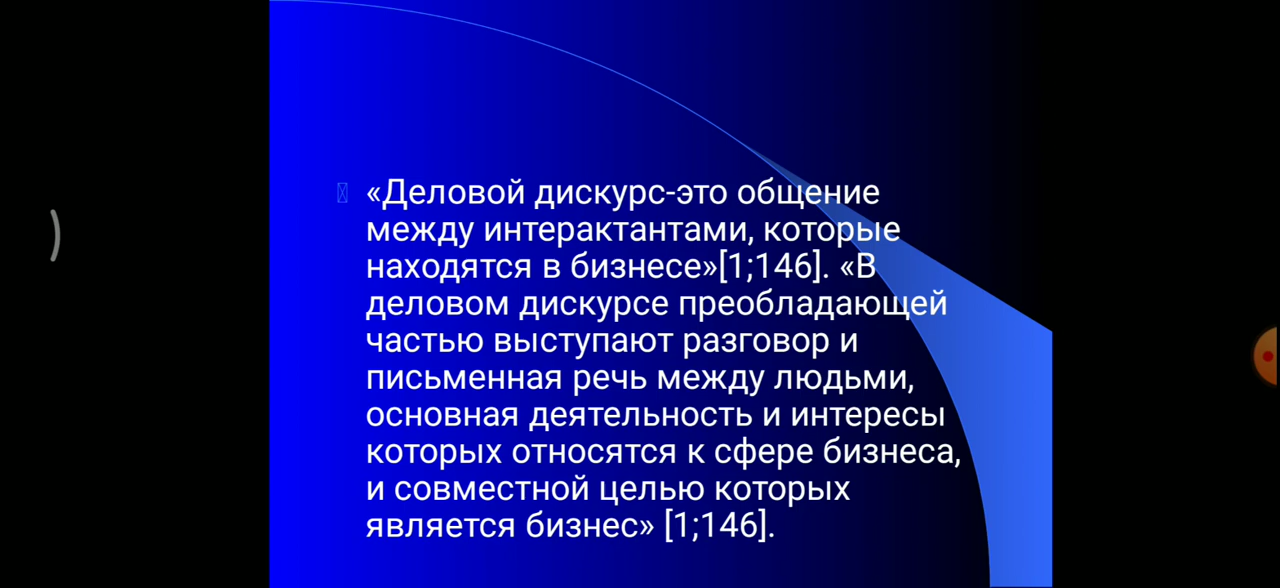 «Деловой дискурс-это общение
между интерактантами, которые
находятся в бизнесе»[1;146]. «В
деловом дискурсе преобладающей
частью выступают разговор и
письменная речь между людьми,
основная деятельность и интересы
которых относятся к сфере бизнеса,
и совместной целью которых
является бизнес» [1;146].